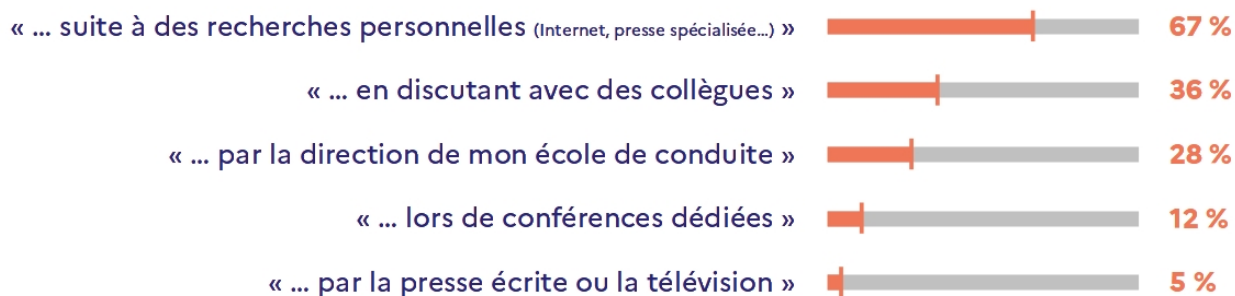 « ... suite à des recherches personnelles (Internet, presse spécialisée...) » 67 %
« ... en discutant avec des collègues » 36 %
« ... par la direction de mon école de conduite » 28 %
« ... lors de conférences dédiées » 12 %
« ... par la presse écrite ou la télévision » 5 %